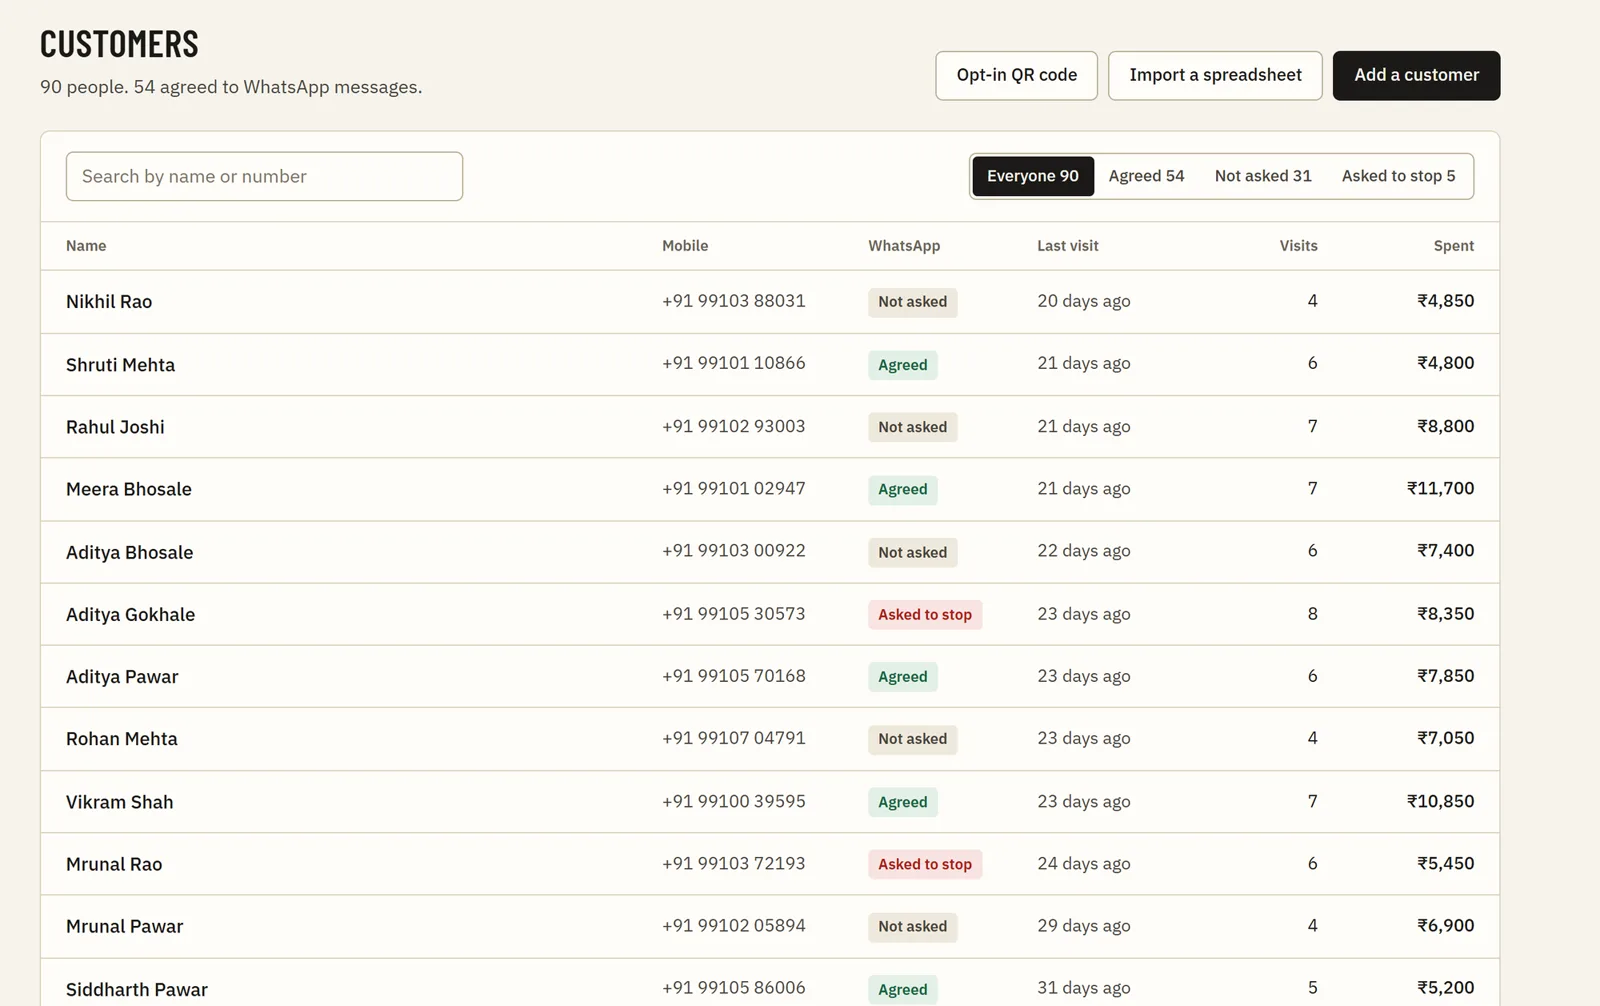 CUSTOMERS
90 people. 54 agreed to WhatsApp messages.
Opt-in QR code
Import a spreadsheet
Add a customer
Search by name or number
Everyone 90
Agreed 54
Not asked 31
Asked to stop 5
Name Mobile WhatsApp Last visit Visits Spent
Nikhil Rao +91 99103 88031 Not asked 20 days ago 4 ₹4,850
Shruti Mehta +91 99101 10866 Agreed 21 days ago 6 ₹4,800
Rahul Joshi +91 99102 93003 Not asked 21 days ago 7 ₹8,800
Meera Bhosale +91 99101 02947 Agreed 21 days ago 7 ₹11,700
Aditya Bhosale +91 99103 00922 Not asked 22 days ago 6 ₹7,400
Aditya Gokhale +91 99105 30573 Asked to stop 23 days ago 8 ₹8,350
Aditya Pawar +91 99105 70168 Agreed 23 days ago 6 ₹7,850
Rohan Mehta +91 99107 04791 Not asked 23 days ago 4 ₹7,050
Vikram Shah +91 99100 39595 Agreed 23 days ago 7 ₹10,850
Mrunal Rao +91 99103 72193 Asked to stop 24 days ago 6 ₹5,450
Mrunal Pawar +91 99102 05894 Not asked 29 days ago 4 ₹6,900
Siddharth Pawar +91 99105 86006 Agreed 31 days ago 5 ₹5,200